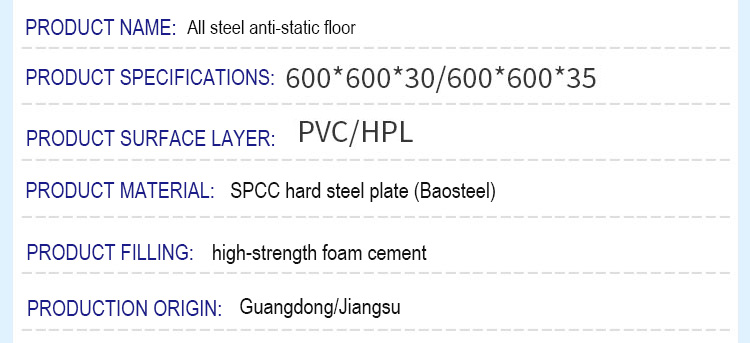 PRODUCT NAME: All steel anti-static floor
PRODUCT SPECIFICATIONS: 600*600*30/600*600*35
PRODUCT SURFACE LAYER: PVC/HPL
PRODUCT MATERIAL: SPCC hard steel plate (Baosteel)
PRODUCT FILLING: high-strength foam cement
PRODUCTION ORIGIN: Guangdong/Jiangsu